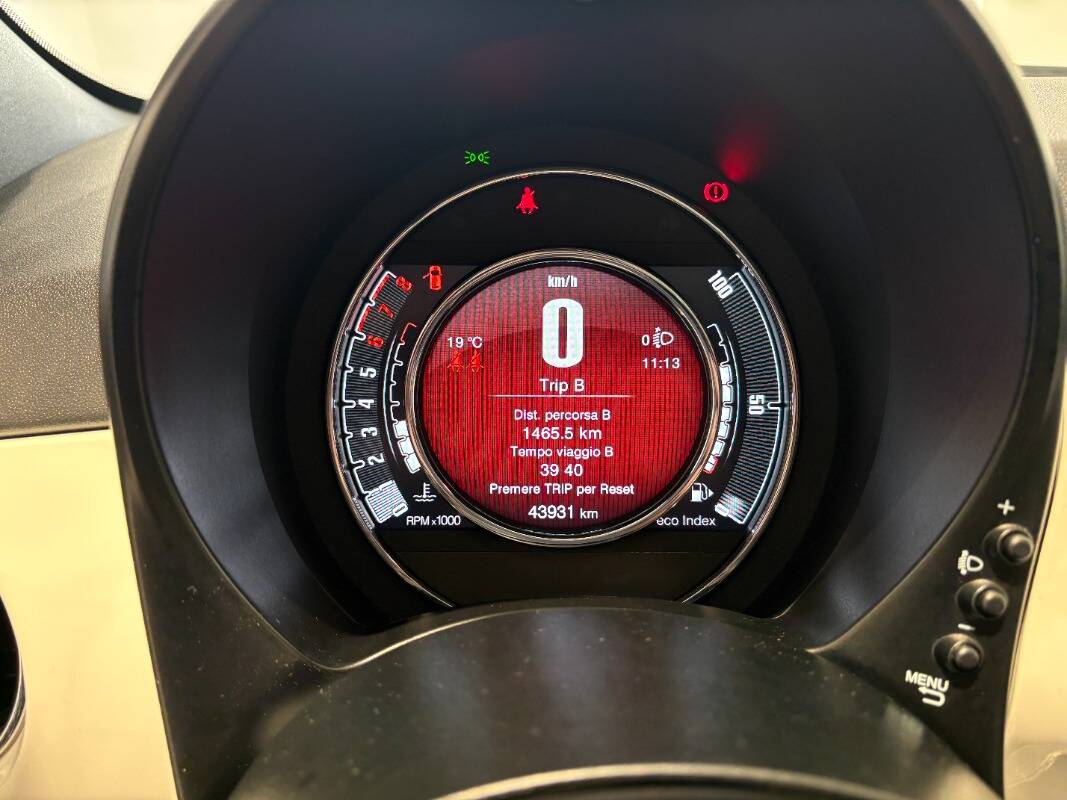 km/h
0
19 °C
0
11:13
Trip B
Dist. percorsa B
1465.5 km
Tempo viaggio B
39 40
Premere TRIP per Reset
43931 km
8
7
6
5
4
3
2
1
0
RPM x1000
100
50
0
eco Index
+
-
MENU